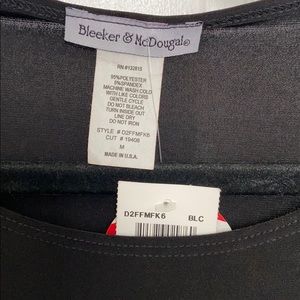 Bleeker & McDougal®
RN #132815
95%POLYESTER
5%SPANDEX
MACHINE WASH COLD
WITH LIKE COLORS
GENTLE CYCLE
DO NOT BLEACH
TURN INSIDE OUT
LINE DRY
DO NOT IRON
STYLE # D2FFMFK6
CUT # 19408
M
MADE IN U.S.A.
D2FFMFK6 BLC